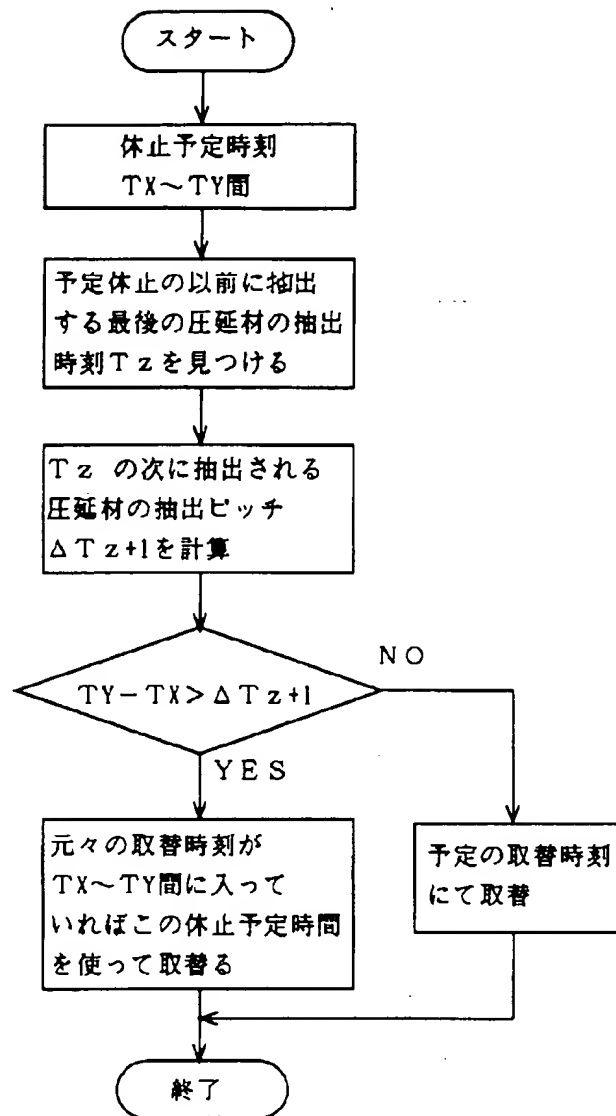 スタート
休止予定時刻
TX～TY間
予定休止の以前に抽出
する最後の圧延材の抽出
時刻Tzを見つける
Tz の次に抽出される
圧延材の抽出ピッチ
ΔTz+1を計算
TY－TX＞ΔTz+1
NO
YES
元々の取替時刻が
TX～TY間に入って
いればこの休止予定時間
を使って取替る
予定の取替時刻
にて取替
終了